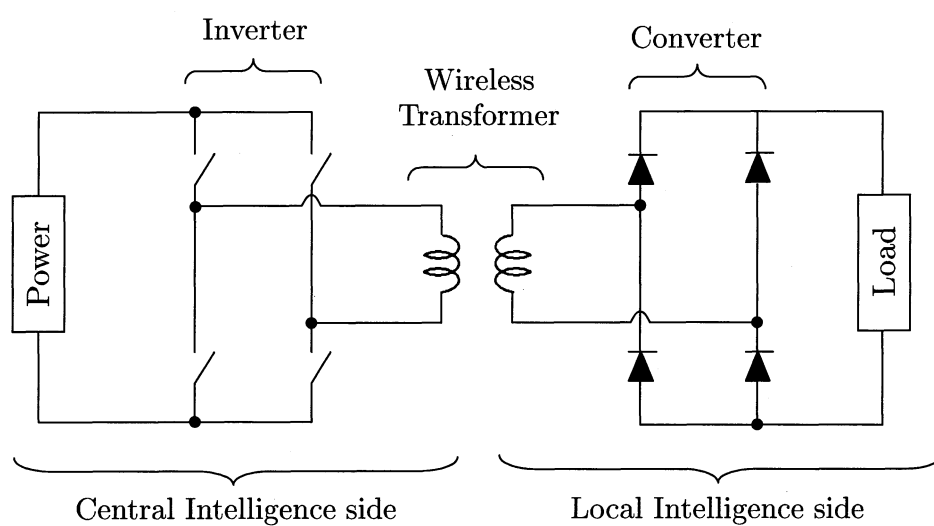 Inverter
Converter
Wireless
Transformer
Power
Load
Central Intelligence side
Local Intelligence side